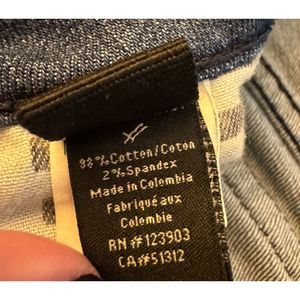 98%Cotton/Coton
2%Spandex
Made in Colombia
Fabriqué aux
Colombie
RN#123903
CA#51312